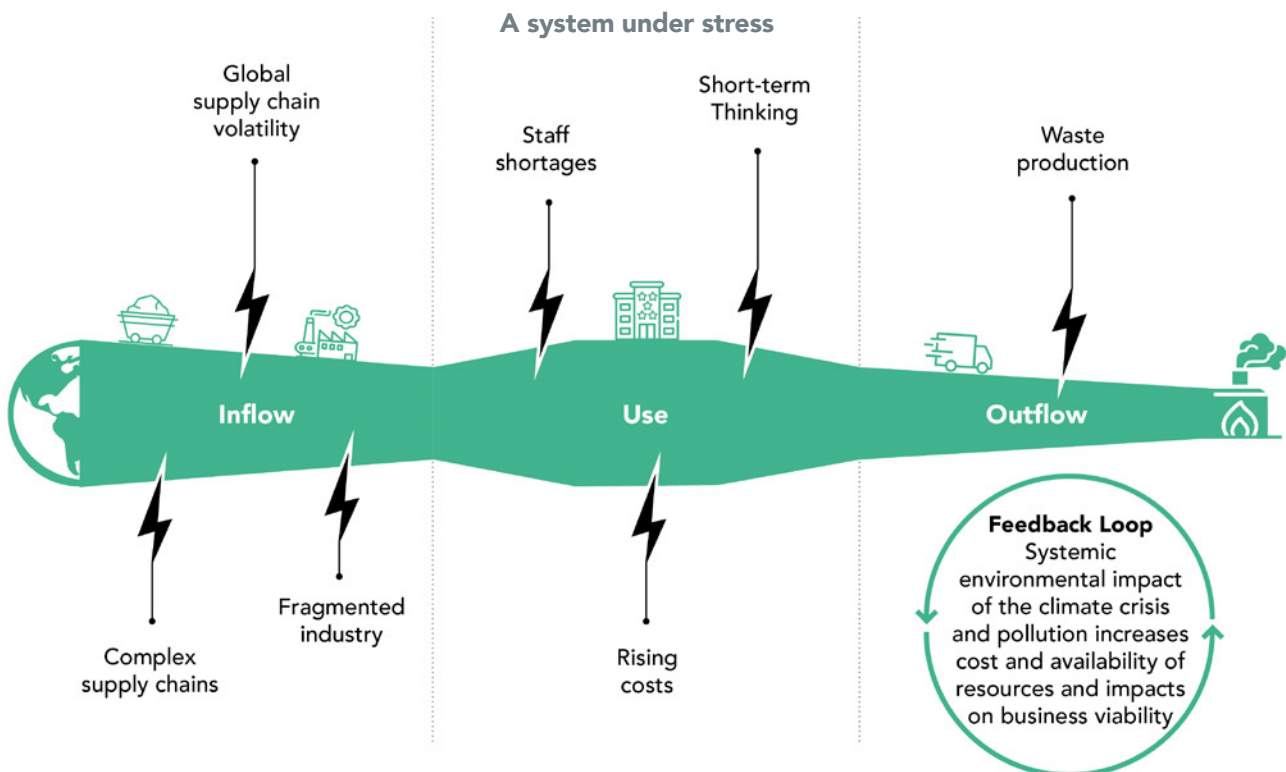 A system under stress
Global
supply chain
volatility
Staff
shortages
Short-term
Thinking
Waste
production
Inflow
Use
Outflow
Complex
supply chains
Fragmented
industry
Rising
costs
Feedback Loop
Systemic
environmental impact
of the climate crisis
and pollution increases
cost and availability of
resources and impacts
on business viability